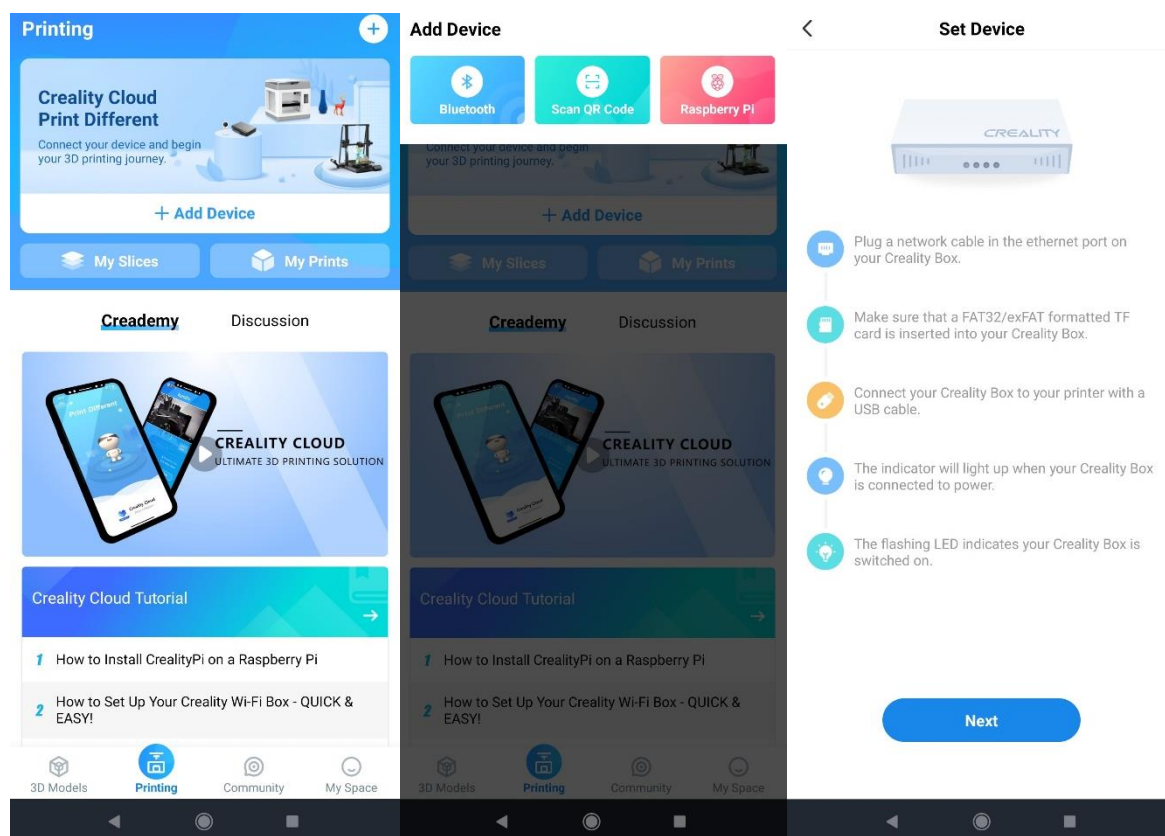 Printing
Creality Cloud
Print Different
Connect your device and begin
your 3D printing journey.
+ Add Device
My Slices
My Prints
Creademy
Discussion
Print Different
CREALITY CLOUD
ULTIMATE 3D PRINTING SOLUTION
Creality Cloud Tutorial
1 How to Install CrealityPi on a Raspberry Pi
2 How to Set Up Your Creality Wi-Fi Box - QUICK &
EASY!
3D Models
Printing
Community
My Space
Add Device
Bluetooth
Scan QR Code
Raspberry Pi
Connect your device and begin
your 3D printing journey.
+ Add Device
My Slices
My Prints
Creademy
Discussion
CREALITY CLOUD
ULTIMATE 3D PRINTING SOLUTION
Creality Cloud Tutorial
1 How to Install CrealityPi on a Raspberry Pi
2 How to Set Up Your Creality Wi-Fi Box - QUICK &
EASY!
3D Models
Printing
Community
My Space
Set Device
CREALITY
Plug a network cable in the ethernet port on
your Creality Box.
Make sure that a FAT32/exFAT formatted TF
card is inserted into your Creality Box.
Connect your Creality Box to your printer with a
USB cable.
The indicator will light up when your Creality Box
is connected to power.
The flashing LED indicates your Creality Box is
switched on.
Next